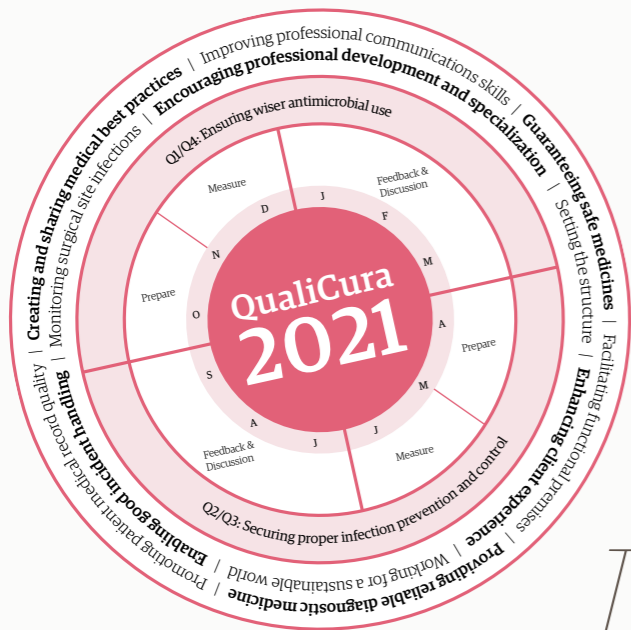 Creating and sharing medical best practices | Improving professional communications skills | Guaranteeing safe medicines | Facilitating functional premises | Providing reliable diagnostic medicine | Promoting patient medical record quality |
Monitoring surgical site infections | Encouraging professional development and specialization | Setting the structure | Enhancing client experience | Working for a sustainable world | Enabling good incident handing |
Q1/Q4: Ensuring wiser antimicrobial use
Q2/Q3: Securing proper infection prevention and control
Measure
Feedback &
Discussion
Prepare
Prepare
Feedback &
Discussion
Measure
J
F
M
A
M
J
J
A
S
O
N
D
QualiCura
2021